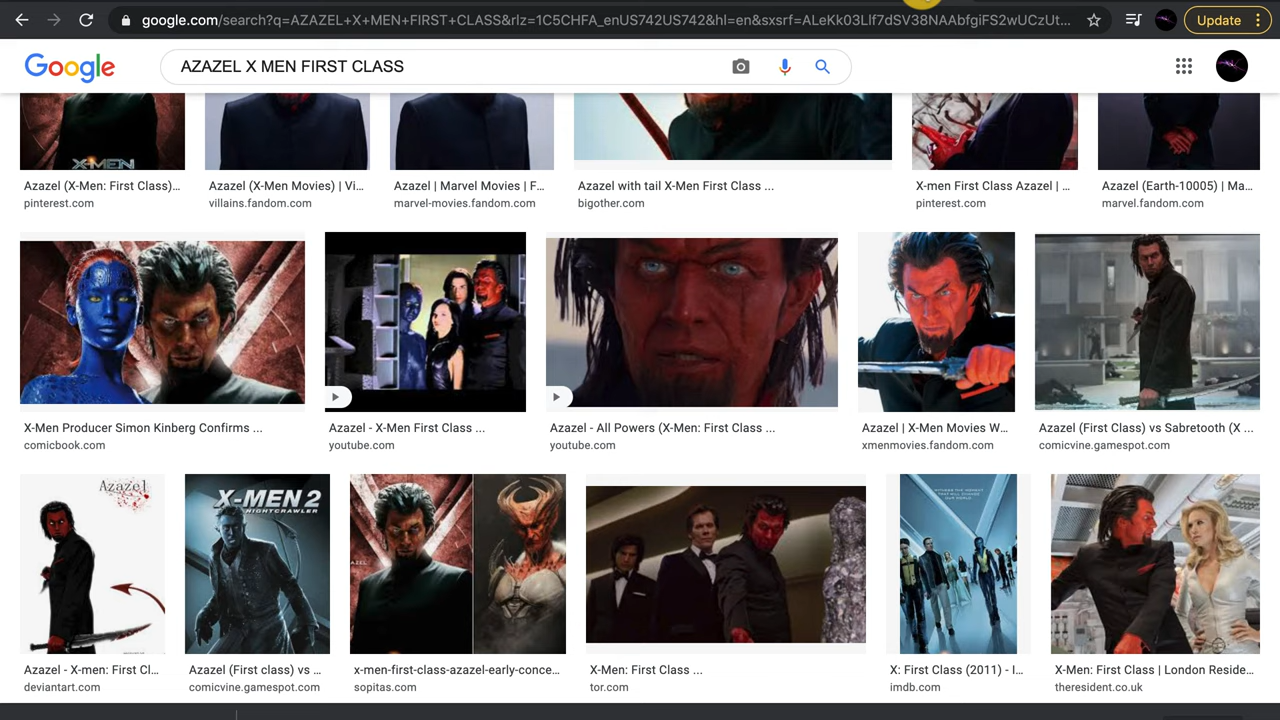 google.com/search?q=AZAZEL+X+MEN+FIRST+CLASS&rlz=1C5CHFA_enUS742US742&hl=en&sxsrf=ALeKk03Llf7dSV38NAAbfgiFS2wUCzUt...
Update
Google
AZAZEL X MEN FIRST CLASS
X-MEN
Azazel (X-Men: First Class)...
pinterest.com
Azazel (X-Men Movies) | Vi...
villains.fandom.com
Azazel | Marvel Movies | F...
marvel-movies.fandom.com
Azazel with tail X-Men First Class ...
bigother.com
X-men First Class Azazel | ...
pinterest.com
Azazel (Earth-10005) | Ma...
marvel.fandom.com
X-Men Producer Simon Kinberg Confirms ...
comicbook.com
Azazel - X-Men First Class ...
youtube.com
Azazel - All Powers (X-Men: First Class ...
youtube.com
Azazel | X-Men Movies W...
xmenmovies.fandom.com
Azazel (First Class) vs Sabretooth (X ...
comicvine.gamespot.com
Azazel
X-MEN 2
NIGHTCRAWLER
Azazel - X-men: First Cl...
deviantart.com
Azazel (First class) vs ...
comicvine.gamespot.com
x-men-first-class-azazel-early-conce...
sopitas.com
X-Men: First Class ...
tor.com
X: First Class (2011) - I...
imdb.com
X-Men: First Class | London Reside...
theresident.co.uk